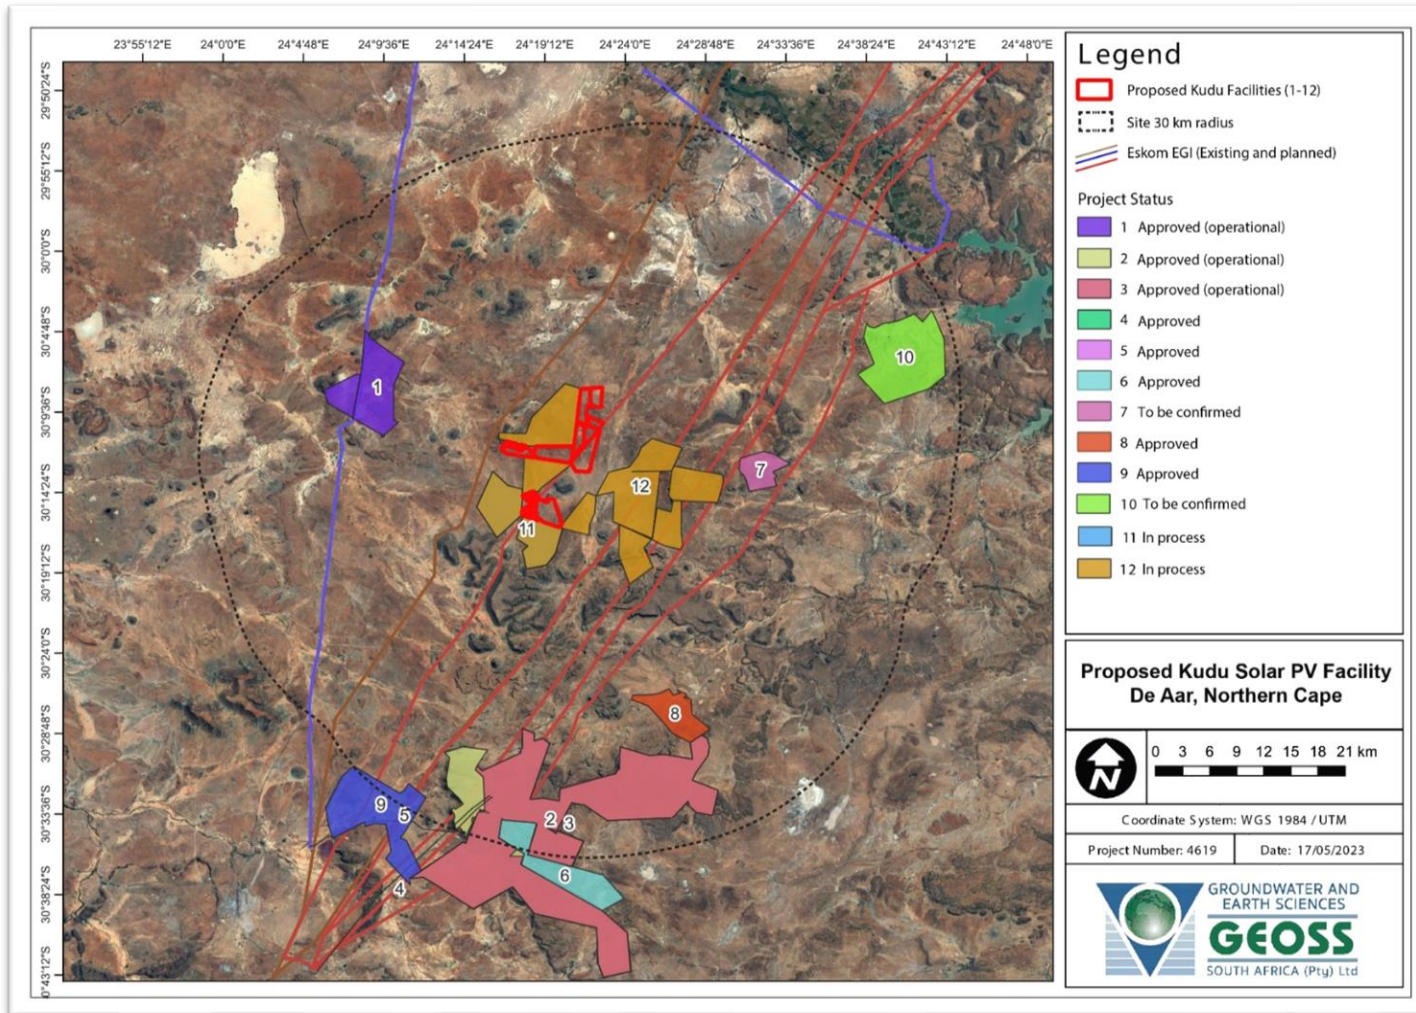 23°55'12"E 24°0'0"E 24°4'48"E 24°9'36"E 24°14'24"E 24°19'12"E 24°24'0"E 24°28'48"E 24°33'36"E 24°38'24"E 24°43'12"E 24°48'0"E
29°50'24"S
29°55'12"S
30°0'0"S
30°4'48"S
30°9'36"S
30°14'24"S
30°19'12"S
30°24'0"S
30°28'48"S
30°33'36"S
30°38'24"S
0°43'12"S
1
10
7
12
11
8
9
5
2
3
6
4
Legend
Proposed Kudu Facilities (1-12)
Site 30 km radius
Eskom EGI (Existing and planned)
Project Status
1 Approved (operational)
2 Approved (operational)
3 Approved (operational)
4 Approved
5 Approved
6 Approved
7 To be confirmed
8 Approved
9 Approved
10 To be confirmed
11 In process
12 In process
Proposed Kudu Solar PV Facility
De Aar, Northern Cape
N
0 3 6 9 12 15 18 21 km
Coordinate System: WGS 1984 / UTM
Project Number: 4619
Date: 17/05/2023
GROUNDWATER AND
EARTH SCIENCES
GEOSS
SOUTH AFRICA (Pty) Ltd